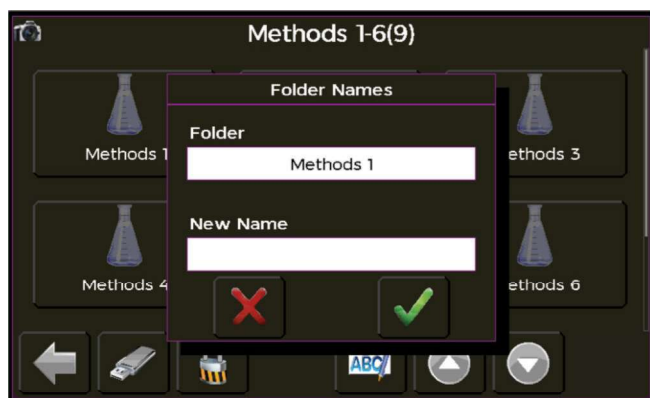 Methods 1-6(9)
Folder Names
Folder
Methods 1
New Name
Methods 1
ethods 3
Methods 4
ethods 6
ABC